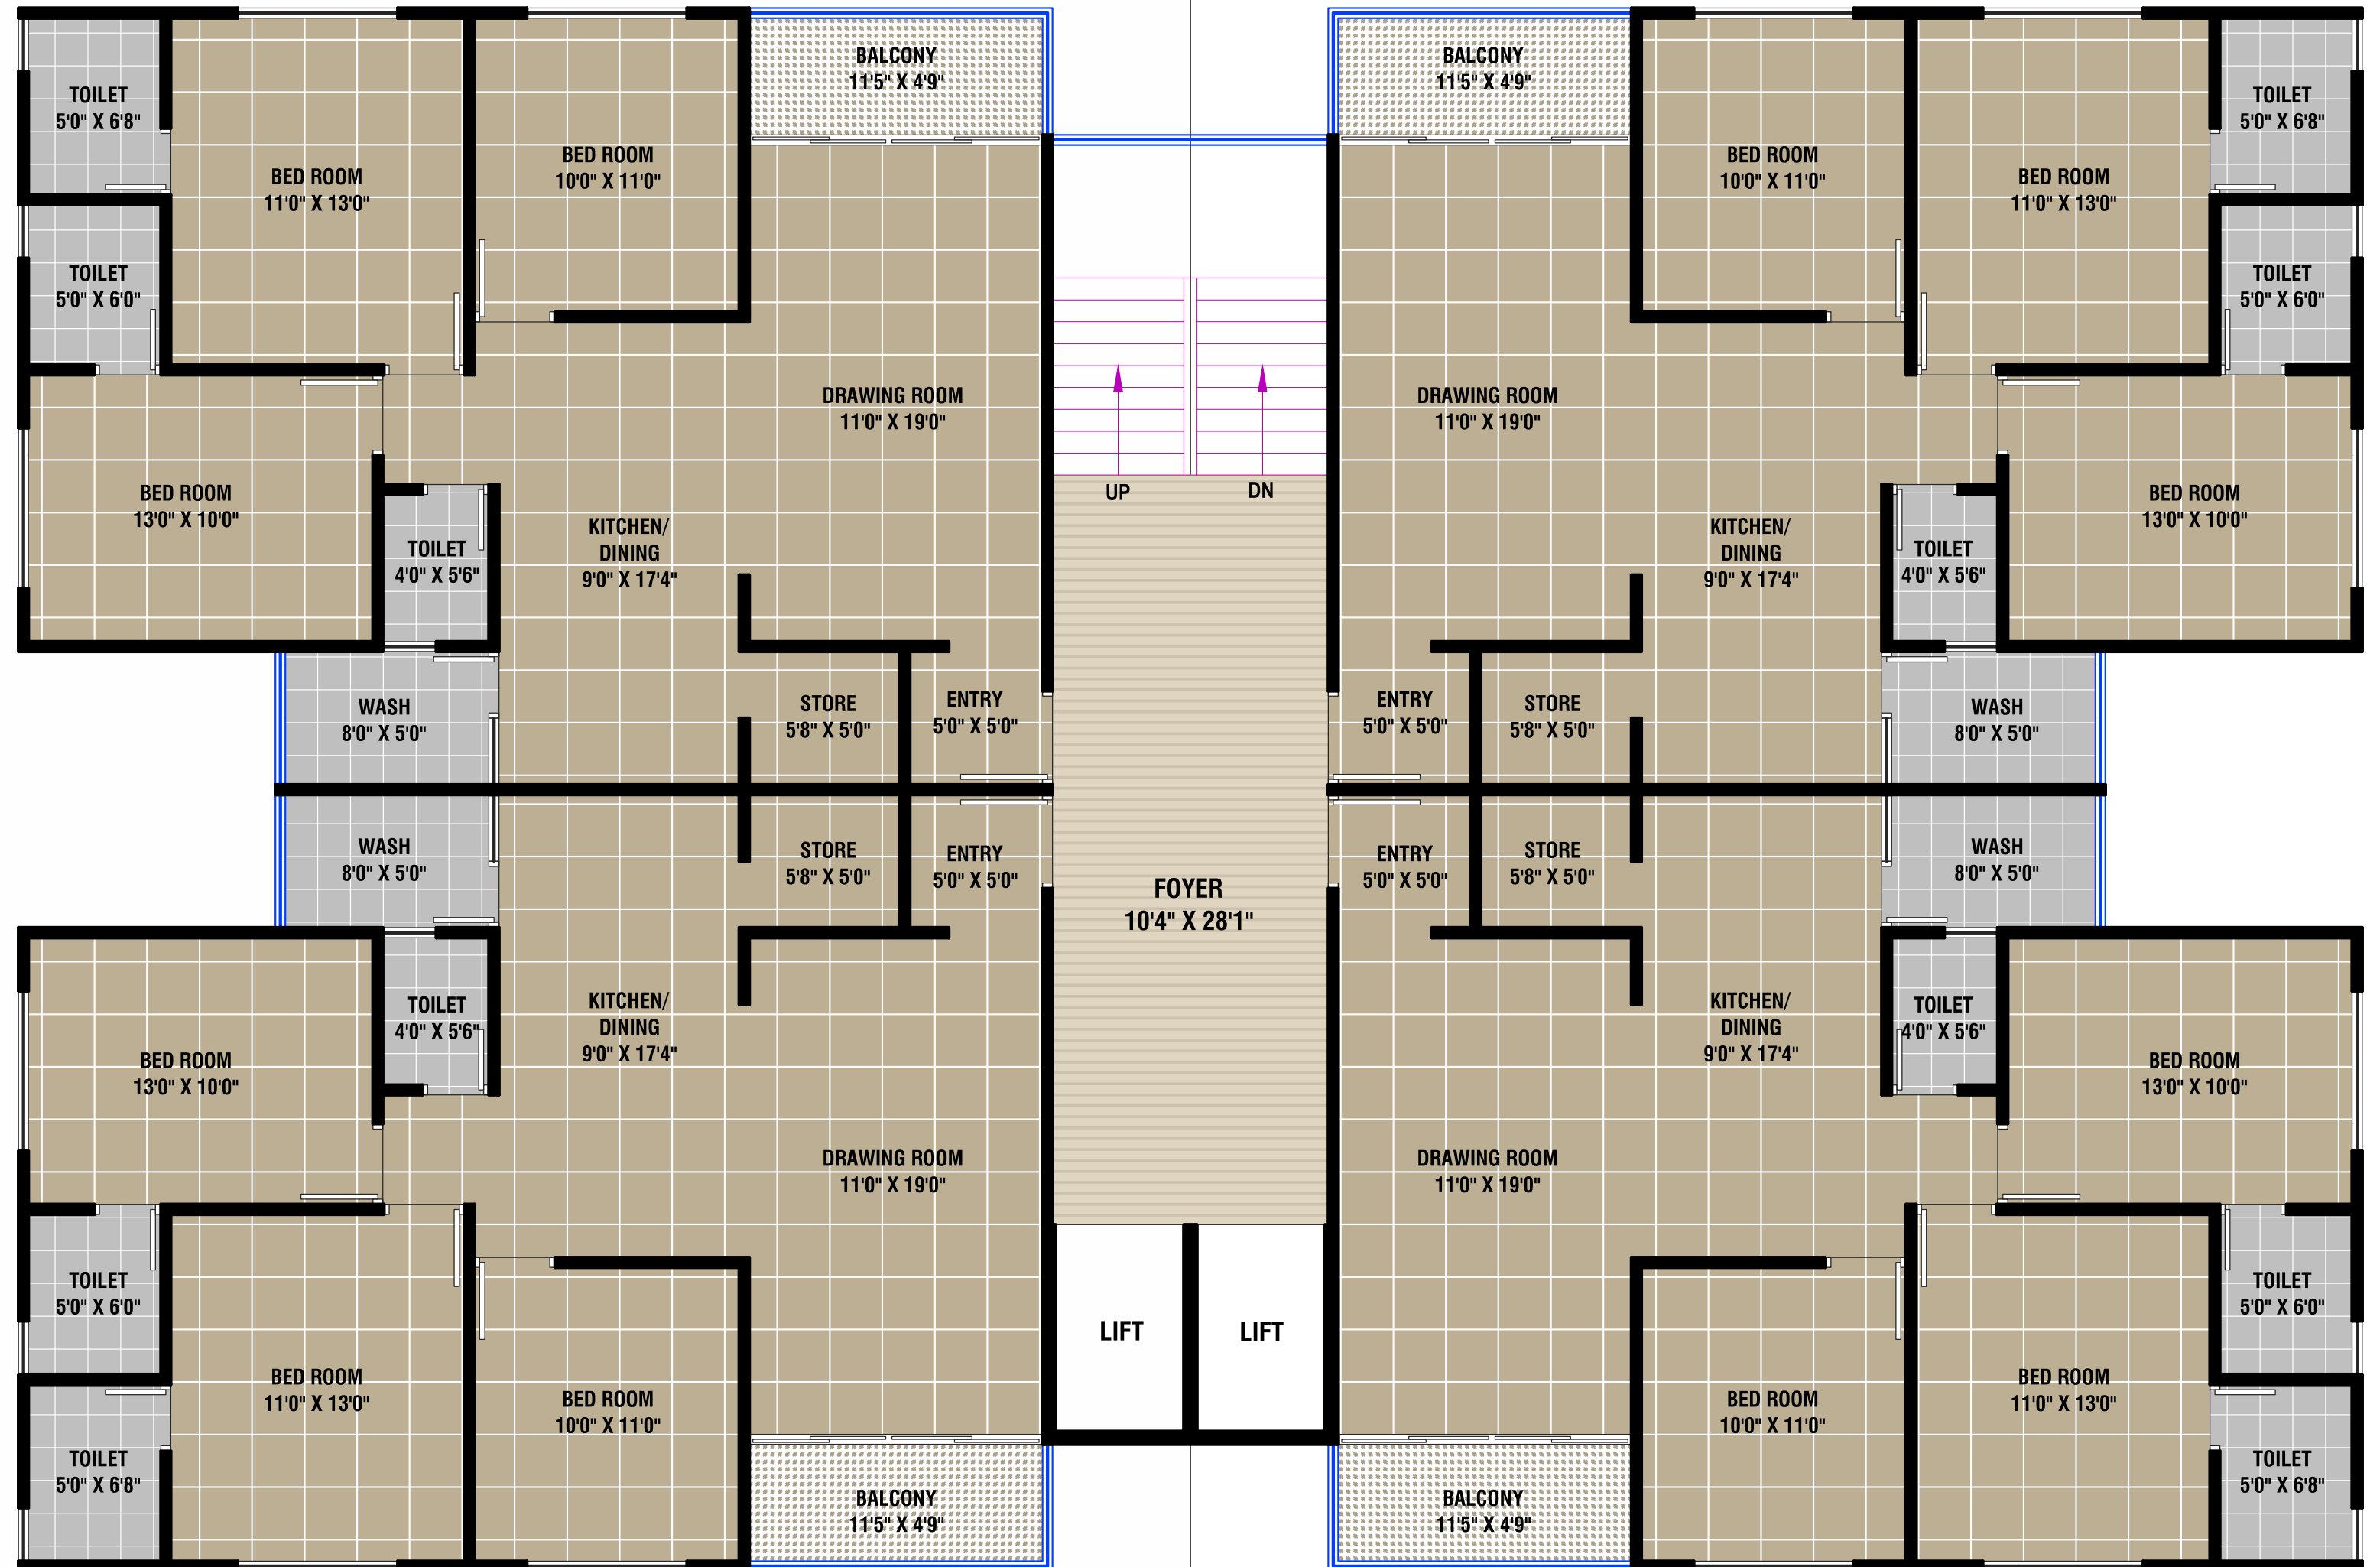 BALCONY
11'5" X 4'9"
BALCONY
11'5" X 4'9"
TOILET
5'0" X 6'8"
BED ROOM
11'0" X 13'0"
BED ROOM
10'0" X 11'0"
BED ROOM
10'0" X 11'0"
BED ROOM
11'0" X 13'0"
TOILET
5'0" X 6'8"
TOILET
5'0" X 6'0"
TOILET
5'0" X 6'0"
DRAWING ROOM
11'0" X 19'0"
DRAWING ROOM
11'0" X 19'0"
BED ROOM
13'0" X 10'0"
UP
DN
BED ROOM
13'0" X 10'0"
TOILET
4'0" X 5'6"
KITCHEN/
DINING
9'0" X 17'4"
KITCHEN/
DINING
9'0" X 17'4"
TOILET
4'0" X 5'6"
WASH
8'0" X 5'0"
STORE
5'8" X 5'0"
ENTRY
5'0" X 5'0"
ENTRY
5'0" X 5'0"
STORE
5'8" X 5'0"
WASH
8'0" X 5'0"
WASH
8'0" X 5'0"
STORE
5'8" X 5'0"
ENTRY
5'0" X 5'0"
FOYER
10'4" X 28'1"
ENTRY
5'0" X 5'0"
STORE
5'8" X 5'0"
WASH
8'0" X 5'0"
BED ROOM
13'0" X 10'0"
TOILET
4'0" X 5'6"
KITCHEN/
DINING
9'0" X 17'4"
KITCHEN/
DINING
9'0" X 17'4"
TOILET
4'0" X 5'6"
BED ROOM
13'0" X 10'0"
DRAWING ROOM
11'0" X 19'0"
DRAWING ROOM
11'0" X 19'0"
TOILET
5'0" X 6'0"
LIFT
LIFT
TOILET
5'0" X 6'0"
BED ROOM
11'0" X 13'0"
BED ROOM
10'0" X 11'0"
BED ROOM
10'0" X 11'0"
BED ROOM
11'0" X 13'0"
TOILET
5'0" X 6'8"
BALCONY
11'5" X 4'9"
BALCONY
11'5" X 4'9"
TOILET
5'0" X 6'8"